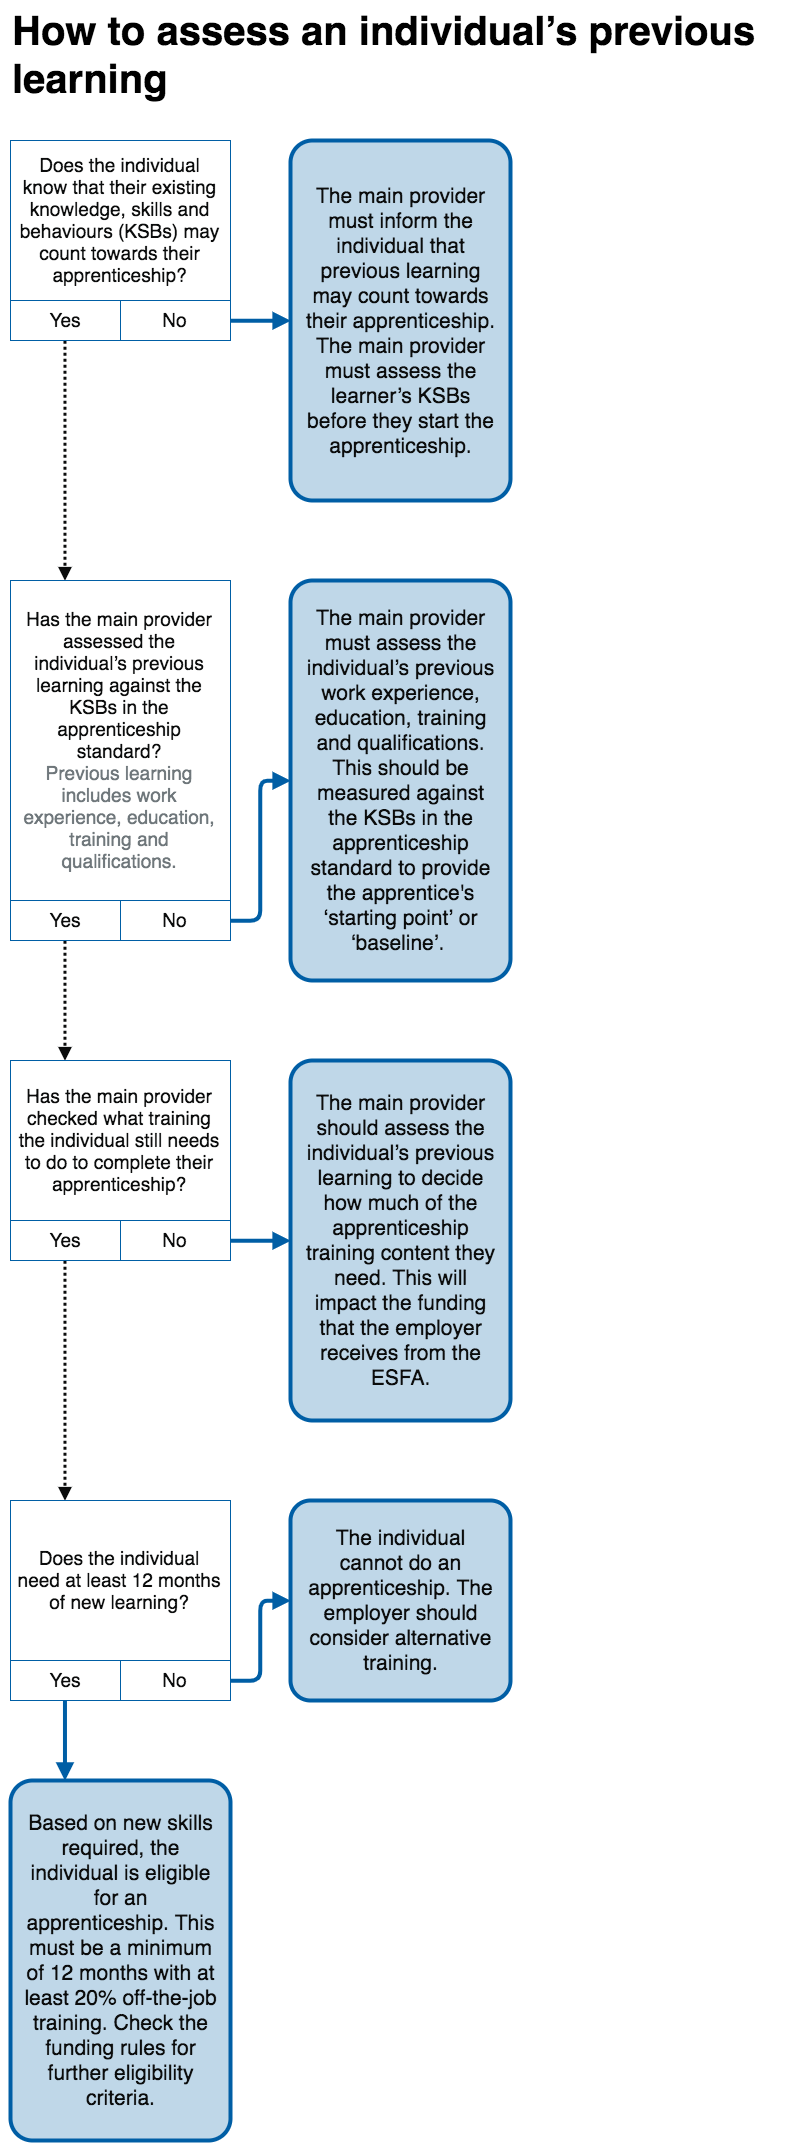 How to assess an individual’s previous
learning
Does the individual
know that their existing
knowledge, skills and
behaviours (KSBs) may
count towards their
apprenticeship?
Yes
No
The main provider
must inform the
individual that
previous learning
may count towards
their apprenticeship.
The main provider
must assess the
learner’s KSBs
before they start the
apprenticeship.
Has the main provider
assessed the
individual’s previous
learning against the
KSBs in the
apprenticeship
standard?
Previous learning
includes work
experience, education,
training and
qualifications.
Yes
No
The main provider
must assess the
individual’s previous
work experience,
education, training
and qualifications.
This should be
measured against
the KSBs in the
apprenticeship
standard to provide
the apprentice's
‘starting point’ or
‘baseline’.
Has the main provider
checked what training
the individual still needs
to do to complete their
apprenticeship?
Yes
No
The main provider
should assess the
individual’s previous
learning to decide
how much of the
apprenticeship
training content they
need. This will
impact the funding
that the employer
receives from the
ESFA.
Does the individual
need at least 12 months
of new learning?
Yes
No
The individual
cannot do an
apprenticeship. The
employer should
consider alternative
training.
Based on new skills
required, the
individual is eligible
for an
apprenticeship. This
must be a minimum
of 12 months with at
least 20% off-the-job
training. Check the
funding rules for
further eligibility
criteria.